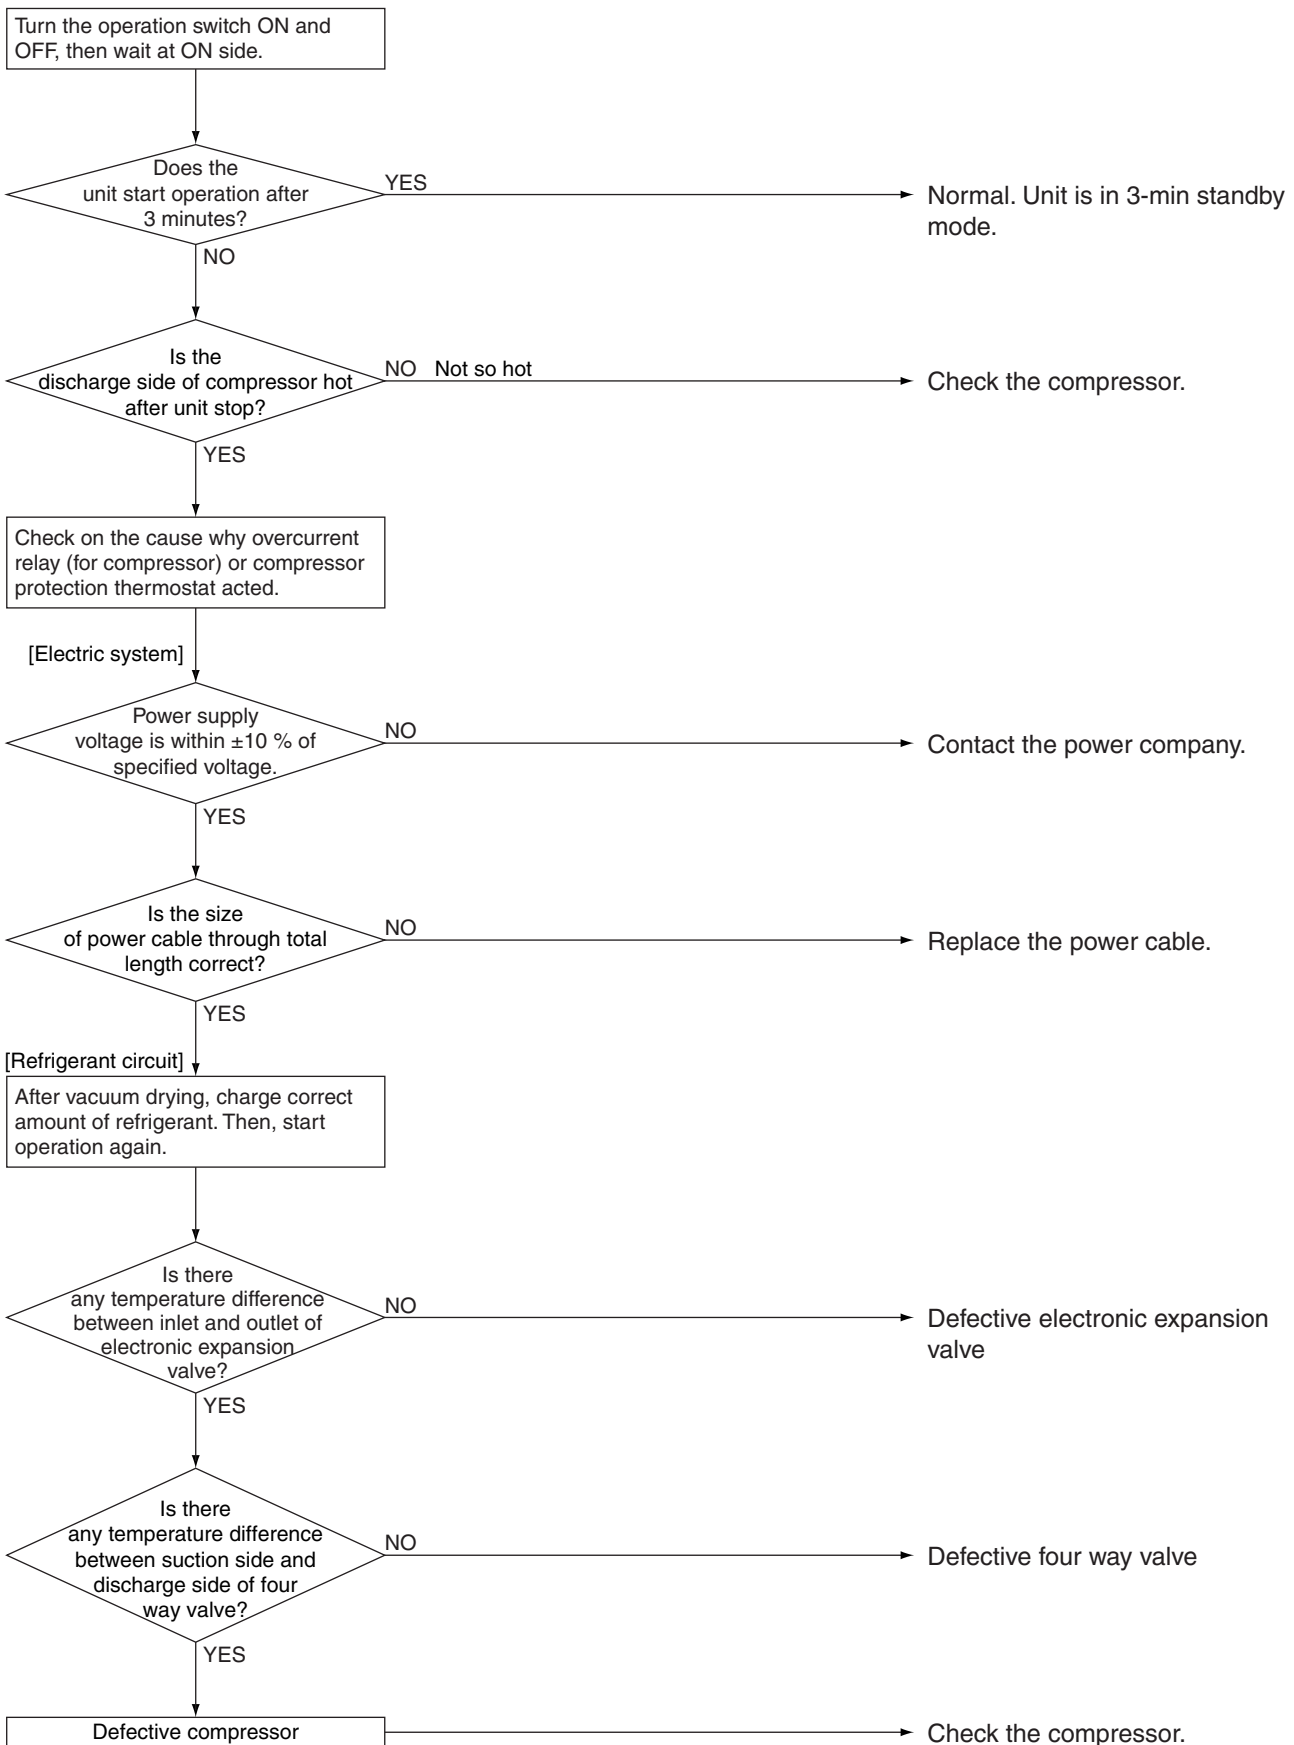 Turn the operation switch ON and
OFF, then wait at ON side.
Does the
unit start operation after
3 minutes?
YES
Normal. Unit is in 3-min standby
mode.
NO
Is the
discharge side of compressor hot
after unit stop?
NO Not so hot
Check the compressor.
YES
Check on the cause why overcurrent
relay (for compressor) or compressor
protection thermostat acted.
[Electric system]
Power supply
voltage is within ±10 % of
specified voltage.
NO
Contact the power company.
YES
Is the size
of power cable through total
length correct?
NO
Replace the power cable.
YES
[Refrigerant circuit]
After vacuum drying, charge correct
amount of refrigerant. Then, start
operation again.
Is there
any temperature difference
between inlet and outlet of
electronic expansion
valve?
NO
Defective electronic expansion
valve
YES
Is there
any temperature difference
between suction side and
discharge side of four
way valve?
NO
Defective four way valve
YES
Defective compressor
Check the compressor.